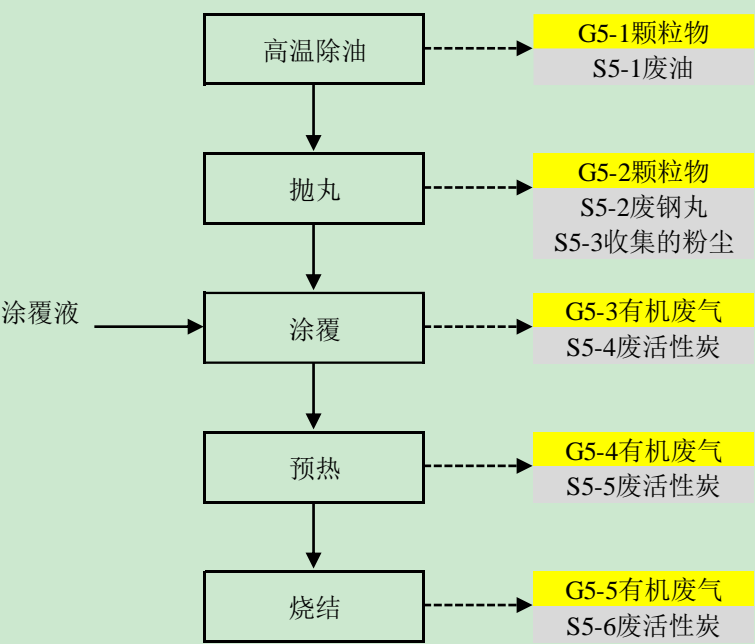 高温除油
G5-1颗粒物
S5-1废油
抛丸
G5-2颗粒物
S5-2废钢丸
S5-3收集的粉尘
涂覆液
涂覆
G5-3有机废气
S5-4废活性炭
预热
G5-4有机废气
S5-5废活性炭
烧结
G5-5有机废气
S5-6废活性炭